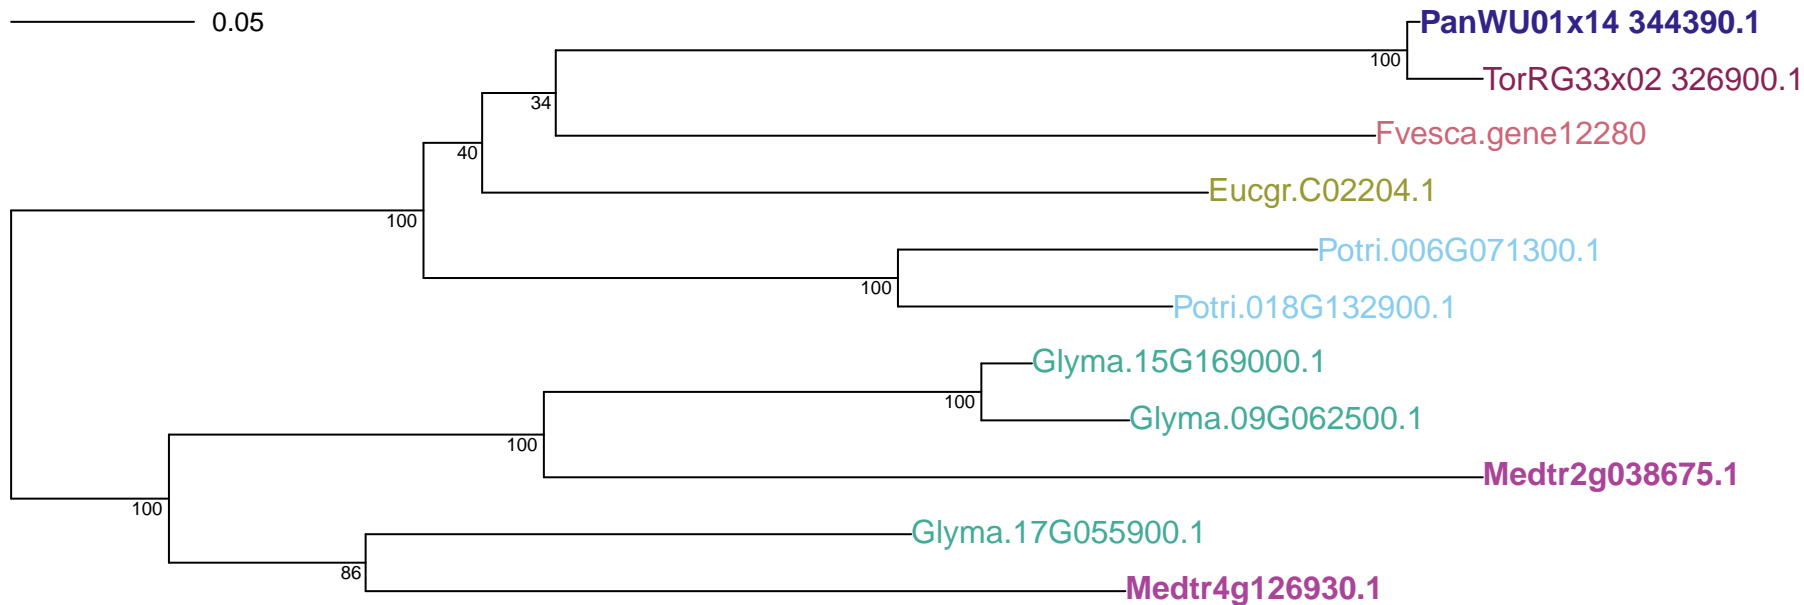 0.05
PanWU01x14 344390.1
100
TorRG33x02 326900.1
34
Fvesca.gene12280
40
Eucgr.C02204.1
100
Potri.006G071300.1
100
Potri.018G132900.1
Glyma.15G169000.1
100
Glyma.09G062500.1
100
Medtr2g038675.1
100
Glyma.17G055900.1
86
Medtr4g126930.1